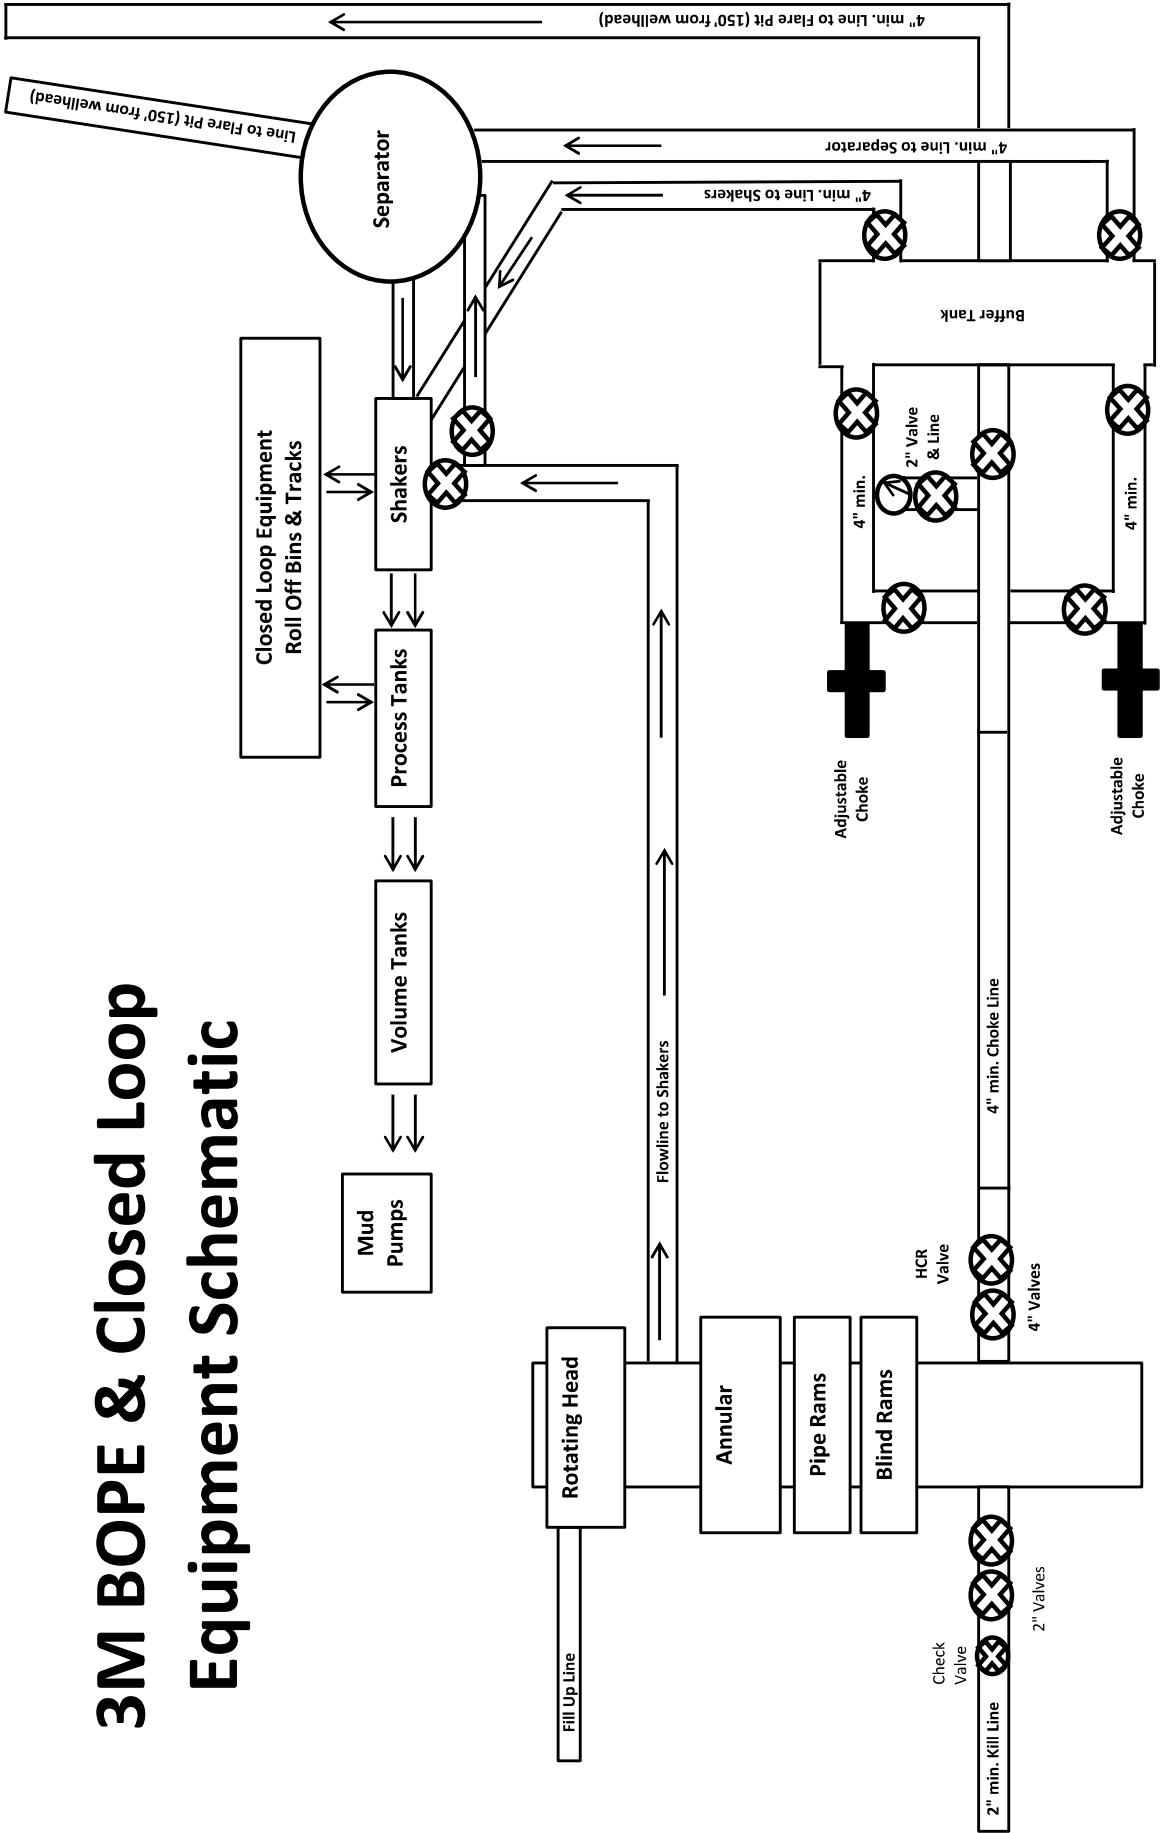 3M BOPE & Closed Loop
Equipment Schematic
Fill Up Line
Rotating Head
Annular
Pipe Rams
Blind Rams
2" min. Kill Line
Check
Valve
2" Valves
HCR
Valve
4" Valves
4" min. Choke Line
Flowline to Shakers
Mud
Pumps
Volume Tanks
Process Tanks
Shakers
Closed Loop Equipment
Roll Off Bins & Tracks
Separator
Adjustable
Choke
Adjustable
Choke
4" min.
4" min.
2" Valve
& Line
Buffer Tank
4" min. Line to Shakers
4" min. Line to Separator
Line to Flare Pit (150' from wellhead)
4" min. Line to Flare Pit (150' from wellhead)